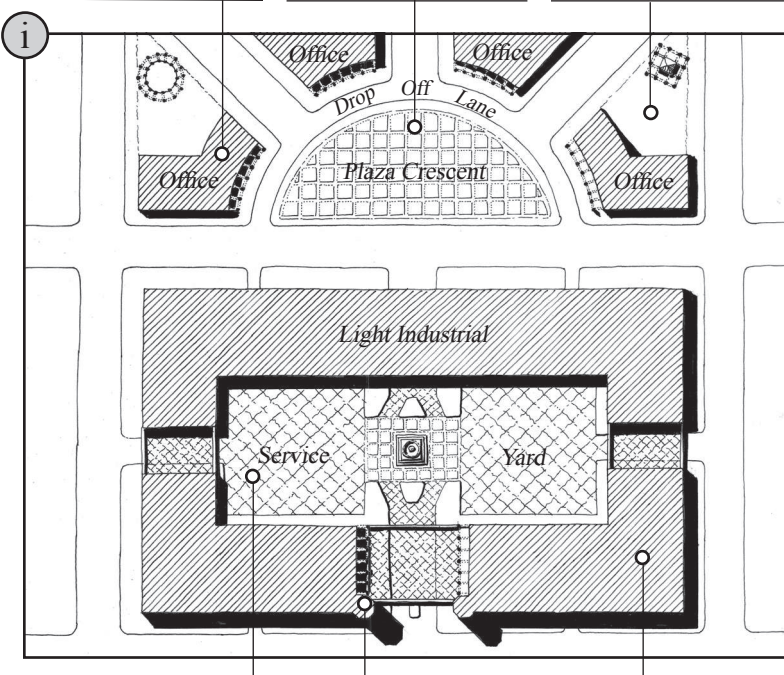 i
Office
Office
Drop Off Lane
Plaza Crescent
Office
Office
Light Industrial
Service
Yard